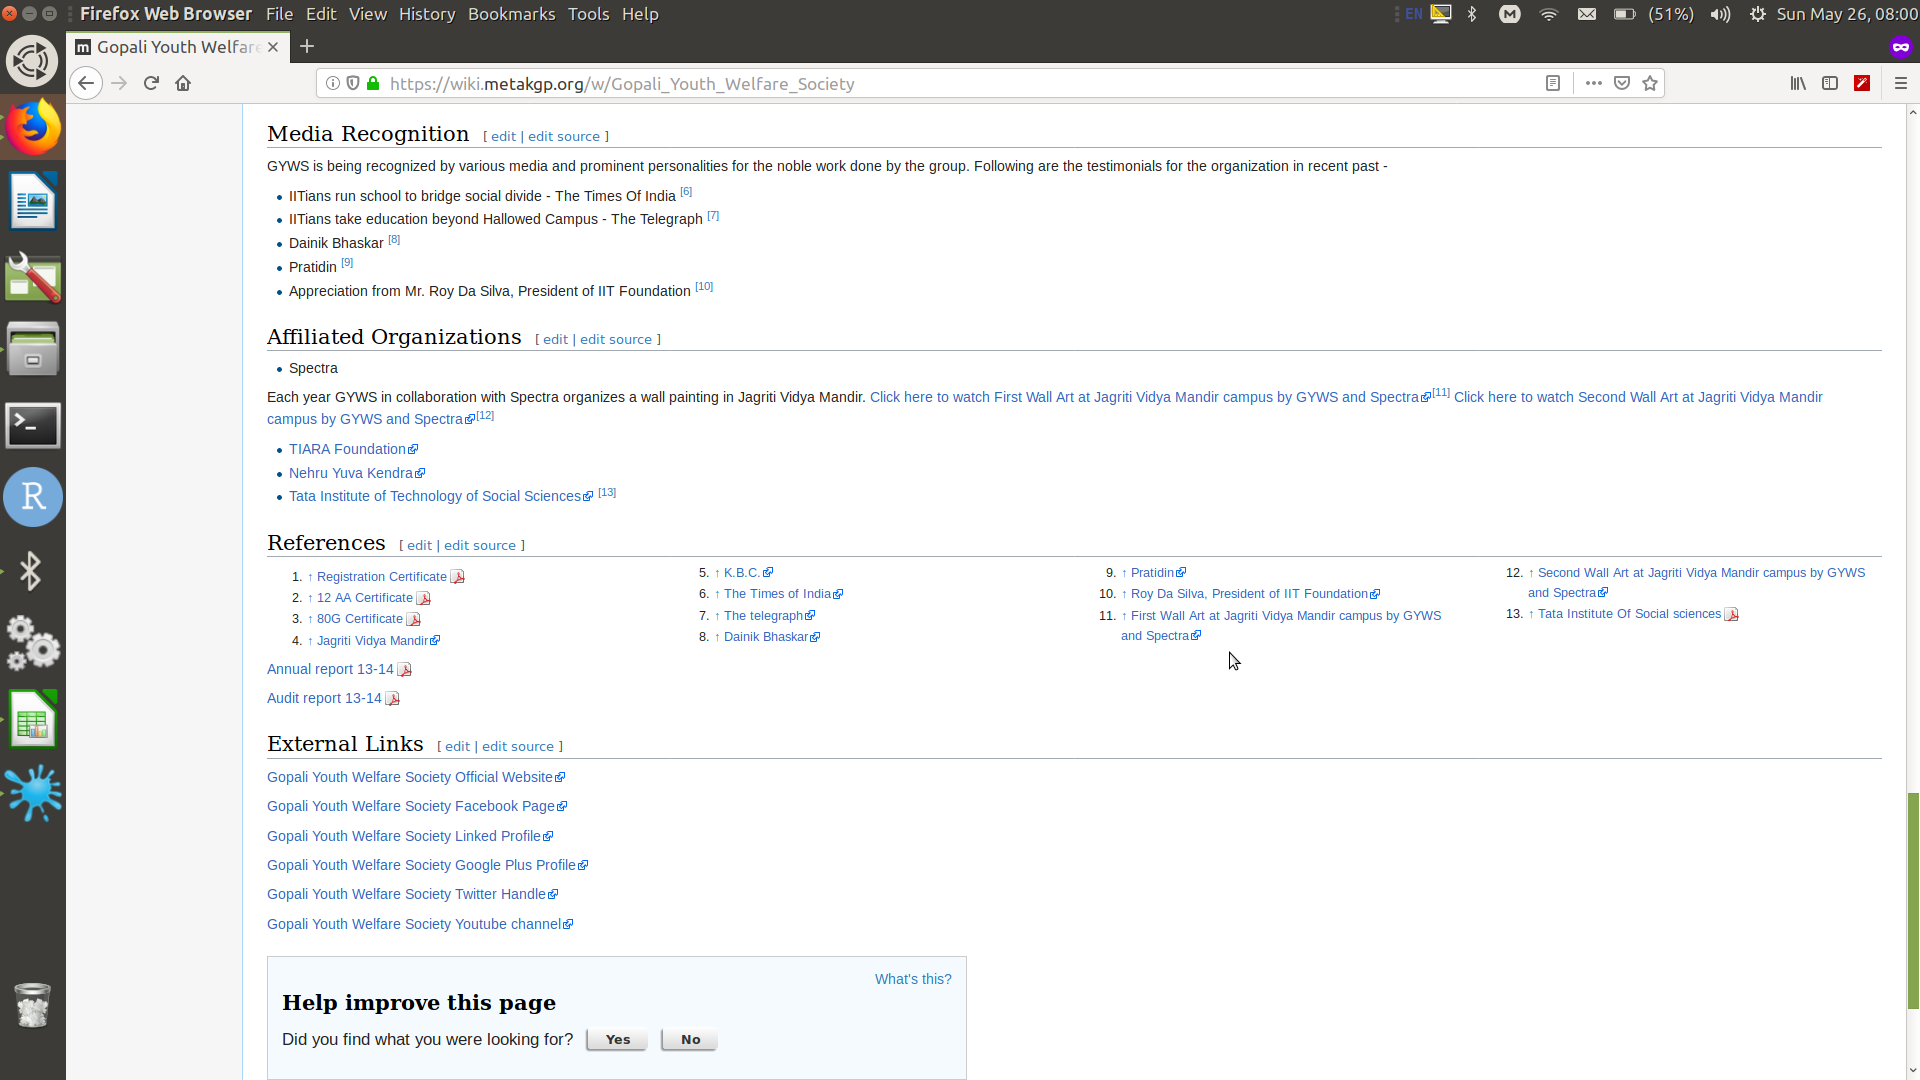 Firefox Web Browser File Edit View History Bookmarks Tools Help EN M (51%) Sun May 26, 08:00
m Gopali Youth Welfare
https://wiki.metakgp.org/w/Gopali_Youth_Welfare_Society
Media Recognition [ edit | edit source ]
GYWS is being recognized by various media and prominent personalities for the noble work done by the group. Following are the testimonials for the organization in recent past -
IITians run school to bridge social divide - The Times Of India [6]
IITians take education beyond Hallowed Campus - The Telegraph [7]
Dainik Bhaskar [8]
Pratidin [9]
Appreciation from Mr. Roy Da Silva, President of IIT Foundation [10]
Affiliated Organizations [ edit | edit source ]
Spectra
Each year GYWS in collaboration with Spectra organizes a wall painting in Jagriti Vidya Mandir. Click here to watch First Wall Art at Jagriti Vidya Mandir campus by GYWS and Spectra[11] Click here to watch Second Wall Art at Jagriti Vidya Mandir
campus by GYWS and Spectra[12]
TIARA Foundation
Nehru Yuva Kendra
Tata Institute of Technology of Social Sciences [13]
References [ edit | edit source ]
1. ↑ Registration Certificate
2. ↑ 12 AA Certificate
3. ↑ 80G Certificate
4. ↑ Jagriti Vidya Mandir
5. ↑ K.B.C.
6. ↑ The Times of India
7. ↑ The telegraph
8. ↑ Dainik Bhaskar
9. ↑ Pratidin
10. ↑ Roy Da Silva, President of IIT Foundation
11. ↑ First Wall Art at Jagriti Vidya Mandir campus by GYWS
and Spectra
12. ↑ Second Wall Art at Jagriti Vidya Mandir campus by GYWS
and Spectra
13. ↑ Tata Institute Of Social sciences
Annual report 13-14
Audit report 13-14
External Links [ edit | edit source ]
Gopali Youth Welfare Society Official Website
Gopali Youth Welfare Society Facebook Page
Gopali Youth Welfare Society Linked Profile
Gopali Youth Welfare Society Google Plus Profile
Gopali Youth Welfare Society Twitter Handle
Gopali Youth Welfare Society Youtube channel
What's this?
Help improve this page
Did you find what you were looking for? Yes No
R